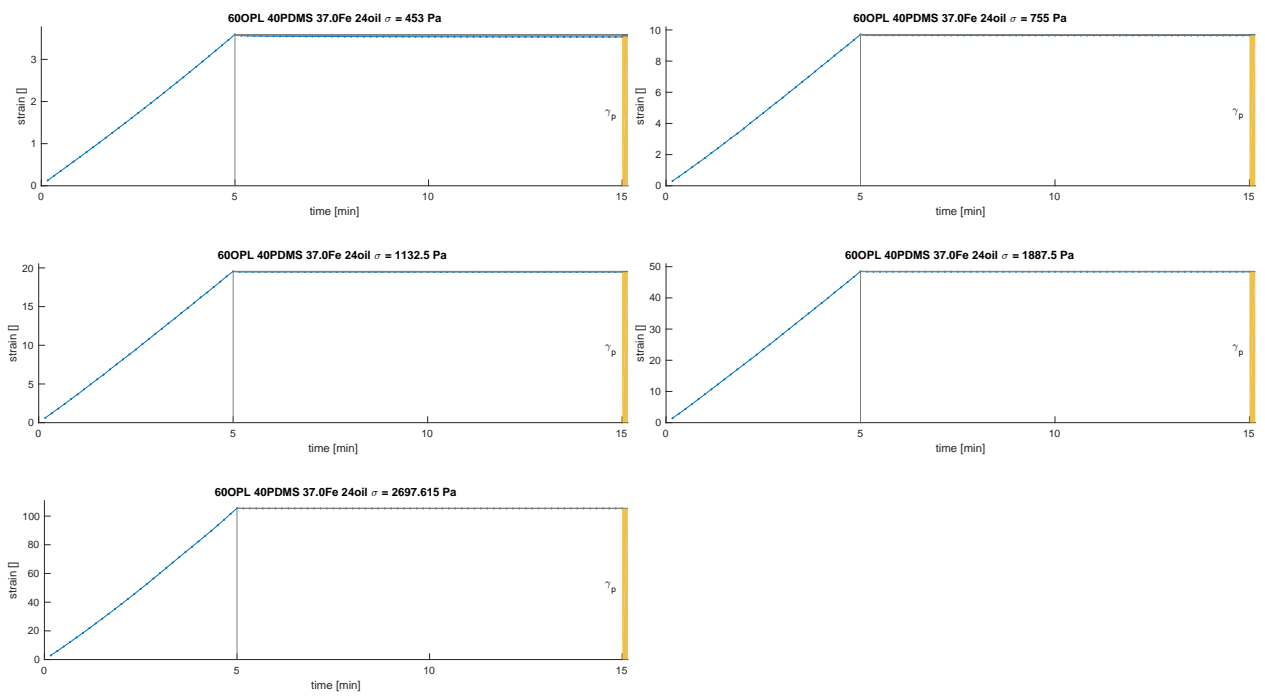 60OPL 40PDMS 37.0Fe 24oil σ = 453 Pa
strain []
3
2
1
0
γp
0 5 10 15
time [min]
60OPL 40PDMS 37.0Fe 24oil σ = 755 Pa
strain []
10
8
6
4
2
0
γp
0 5 10 15
time [min]
60OPL 40PDMS 37.0Fe 24oil σ = 1132.5 Pa
strain []
20
15
10
5
0
γp
0 5 10 15
time [min]
60OPL 40PDMS 37.0Fe 24oil σ = 1887.5 Pa
strain []
50
40
30
20
10
0
γp
0 5 10 15
time [min]
60OPL 40PDMS 37.0Fe 24oil σ = 2697.615 Pa
strain []
100
80
60
40
20
0
γp
0 5 10 15
time [min]